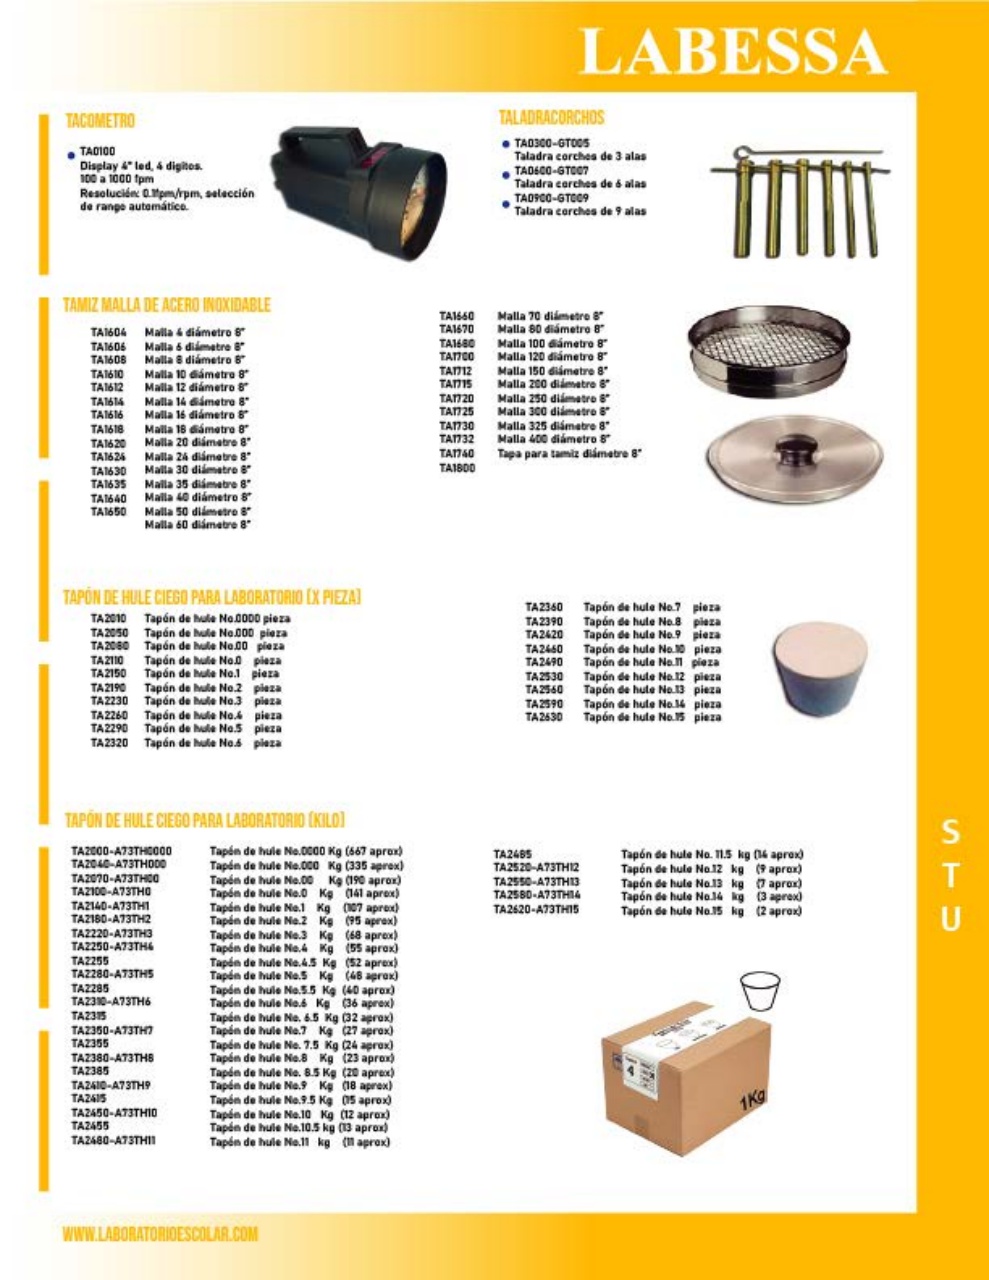 LABESSA
TACOMETRO
TA0100
Display 4" led, 4 digitos.
100 a 1000 fpm
Resolución: 0.1fpm/rpm, selección
de rango automático.
TALADRACORCHOS
TA0300-GT005
Taladra corchos de 3 alas
TA0600-GT007
Taladra corchos de 6 alas
TA0900-GT009
Taladra corchos de 9 alas
TAMIZ MALLA DE ACERO INOXIDABLE
TA1604 Malla 4 diámetro 8"
TA1606 Malla 6 diámetro 8"
TA1608 Malla 8 diámetro 8"
TA1610 Malla 10 diámetro 8"
TA1612 Malla 12 diámetro 8"
TA1614 Malla 14 diámetro 8"
TA1616 Malla 16 diámetro 8"
TA1618 Malla 18 diámetro 8"
TA1620 Malla 20 diámetro 8"
TA1624 Malla 24 diámetro 8"
TA1630 Malla 30 diámetro 8"
TA1635 Malla 35 diámetro 8"
TA1640 Malla 40 diámetro 8"
TA1650 Malla 50 diámetro 8"
Malla 60 diámetro 8"
TA1660 Malla 70 diámetro 8"
TA1670 Malla 80 diámetro 8"
TA1680 Malla 100 diámetro 8"
TA1700 Malla 120 diámetro 8"
TA1712 Malla 150 diámetro 8"
TA1715 Malla 200 diámetro 8"
TA1720 Malla 250 diámetro 8"
TA1725 Malla 300 diámetro 8"
TA1730 Malla 325 diámetro 8"
TA1732 Malla 400 diámetro 8"
TA1740 Tapa para tamiz diámetro 8"
TA1800
TAPÓN DE HULE CIEGO PARA LABORATORIO (X PIEZA)
TA2010 Tapón de hule No.0000 pieza
TA2050 Tapón de hule No.000 pieza
TA2080 Tapón de hule No.00 pieza
TA2110 Tapón de hule No.0 pieza
TA2150 Tapón de hule No.1 pieza
TA2190 Tapón de hule No.2 pieza
TA2230 Tapón de hule No.3 pieza
TA2260 Tapón de hule No.4 pieza
TA2290 Tapón de hule No.5 pieza
TA2320 Tapón de hule No.6 pieza
TA2360 Tapón de hule No.7 pieza
TA2390 Tapón de hule No.8 pieza
TA2420 Tapón de hule No.9 pieza
TA2460 Tapón de hule No.10 pieza
TA2490 Tapón de hule No.11 pieza
TA2530 Tapón de hule No.12 pieza
TA2560 Tapón de hule No.13 pieza
TA2590 Tapón de hule No.14 pieza
TA2630 Tapón de hule No.15 pieza
TAPÓN DE HULE CIEGO PARA LABORATORIO (KILO)
TA2000-A73TH0000 Tapón de hule No.0000 Kg (667 aprox)
TA2040-A73TH000 Tapón de hule No.000 Kg (335 aprox)
TA2070-A73TH00 Tapón de hule No.00 Kg (190 aprox)
TA2100-A73TH0 Tapón de hule No.0 Kg (141 aprox)
TA2140-A73TH1 Tapón de hule No.1 Kg (107 aprox)
TA2180-A73TH2 Tapón de hule No.2 Kg (95 aprox)
TA2220-A73TH3 Tapón de hule No.3 Kg (68 aprox)
TA2250-A73TH4 Tapón de hule No.4 Kg (55 aprox)
TA2255 Tapón de hule No.4.5 Kg (52 aprox)
TA2280-A73TH5 Tapón de hule No.5 Kg (48 aprox)
TA2285 Tapón de hule No.5.5 Kg (40 aprox)
TA2310-A73TH6 Tapón de hule No.6 Kg (36 aprox)
TA2315 Tapón de hule No. 6.5 Kg (32 aprox)
TA2350-A73TH7 Tapón de hule No.7 Kg (27 aprox)
TA2355 Tapón de hule No. 7.5 Kg (24 aprox)
TA2380-A73TH8 Tapón de hule No.8 Kg (23 aprox)
TA2385 Tapón de hule No. 8.5 Kg (20 aprox)
TA2410-A73TH9 Tapón de hule No.9 Kg (18 aprox)
TA2415 Tapón de hule No.9.5 Kg (15 aprox)
TA2450-A73TH10 Tapón de hule No.10 Kg (12 aprox)
TA2455 Tapón de hule No.10.5 kg (13 aprox)
TA2480-A73TH11 Tapón de hule No.11 kg (11 aprox)
TA2485 Tapón de hule No. 11.5 kg (14 aprox)
TA2520-A73TH12 Tapón de hule No.12 kg (9 aprox)
TA2550-A73TH13 Tapón de hule No.13 kg (7 aprox)
TA2580-A73TH14 Tapón de hule No.14 kg (3 aprox)
TA2620-A73TH15 Tapón de hule No.15 kg (2 aprox)
4
1Kg
S
T
U
WWW.LABORATORIOESCOLAR.COM